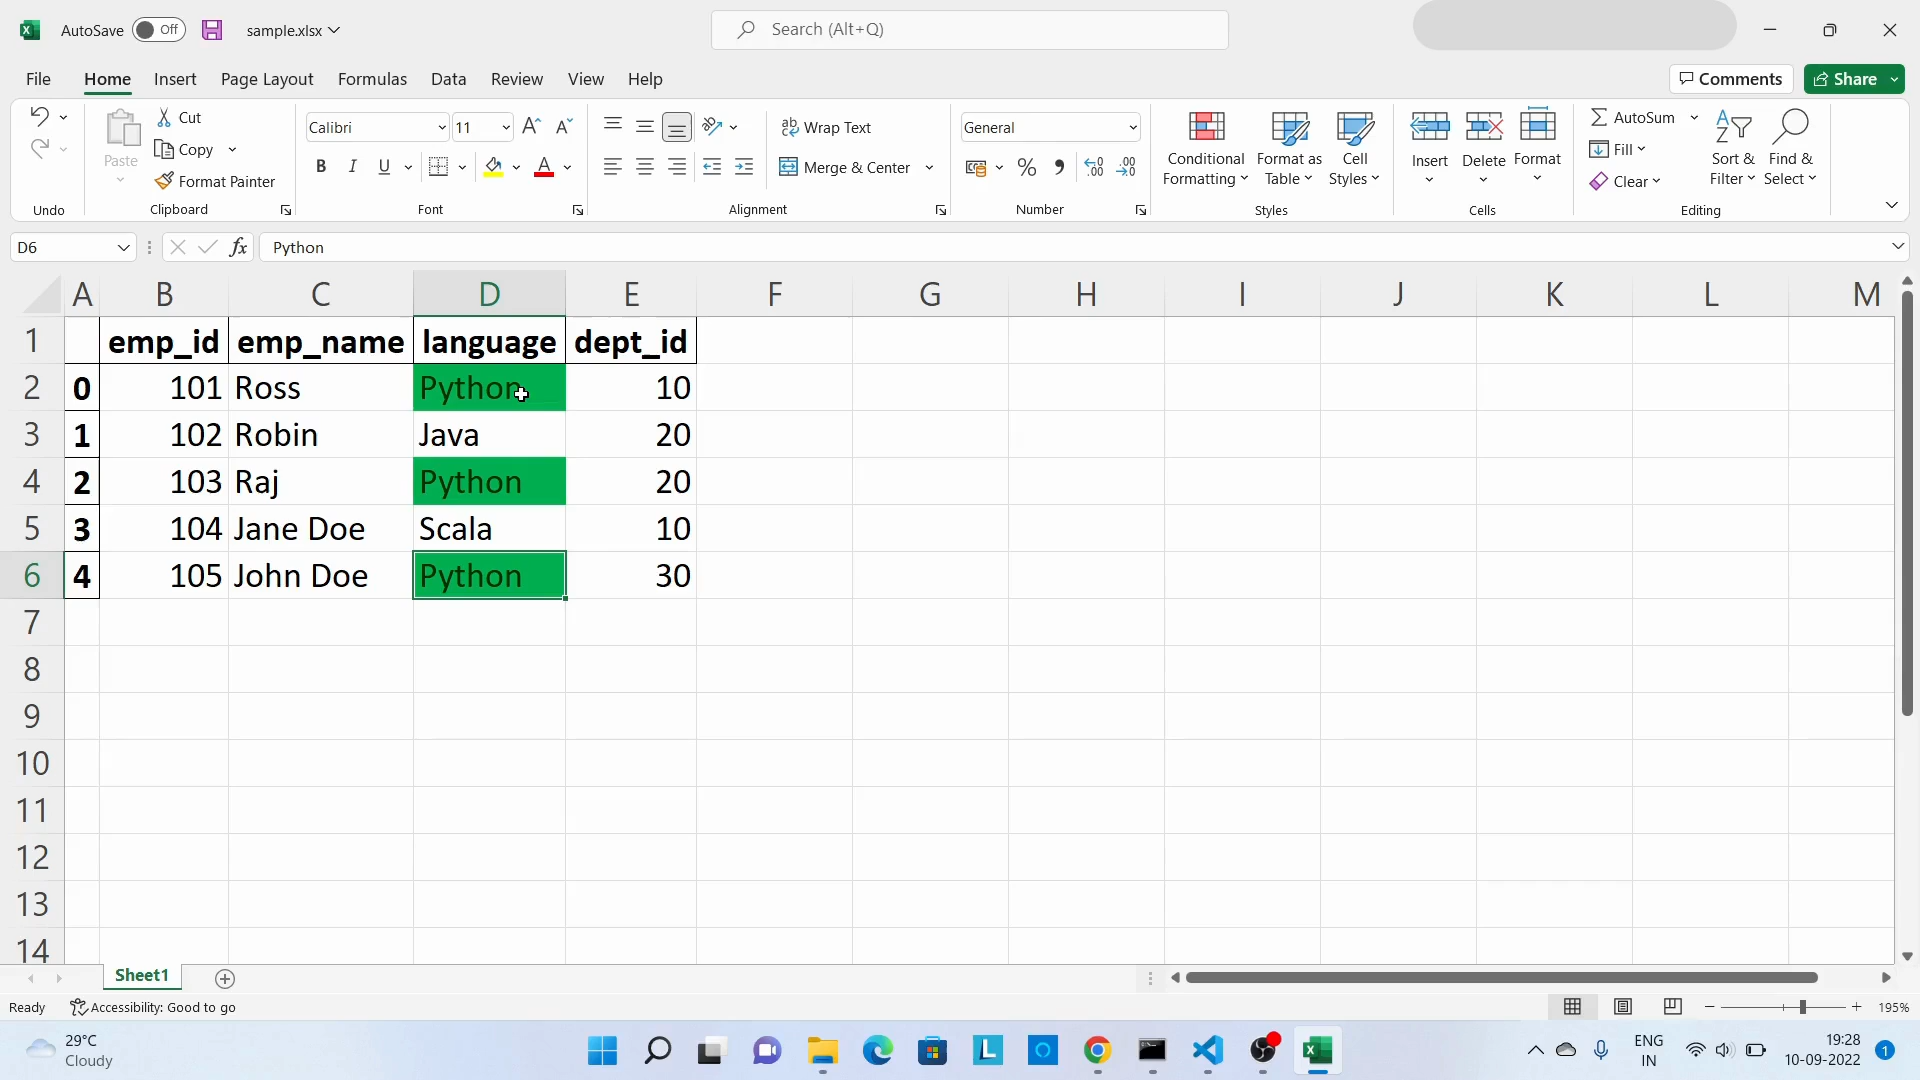 AutoSave Off sample.xlsx Search (Alt+Q)
File Home Insert Page Layout Formulas Data Review View Help Comments Share
Paste Cut Copy Format Painter
Calibri 11 A A
B I U A
ab Wrap Text
Merge & Center
General
% 9 .00
Conditional Formatting Format as Table Cell Styles
Insert Delete Format
AutoSum Fill Clear
Sort & Filter Find & Select
Undo Clipboard Font Alignment Number Styles Cells Editing
D6 fx Python
A B C D E F G H I J K L M
1 emp_id emp_name language dept_id
2 0 101 Ross Python 10
3 1 102 Robin Java 20
4 2 103 Raj Python 20
5 3 104 Jane Doe Scala 10
6 4 105 John Doe Python 30
7
8
9
10
11
12
13
14
Sheet1
Ready Accessibility: Good to go 195%
29°C
Cloudy
ENG
IN
19:28
10-09-2022
1